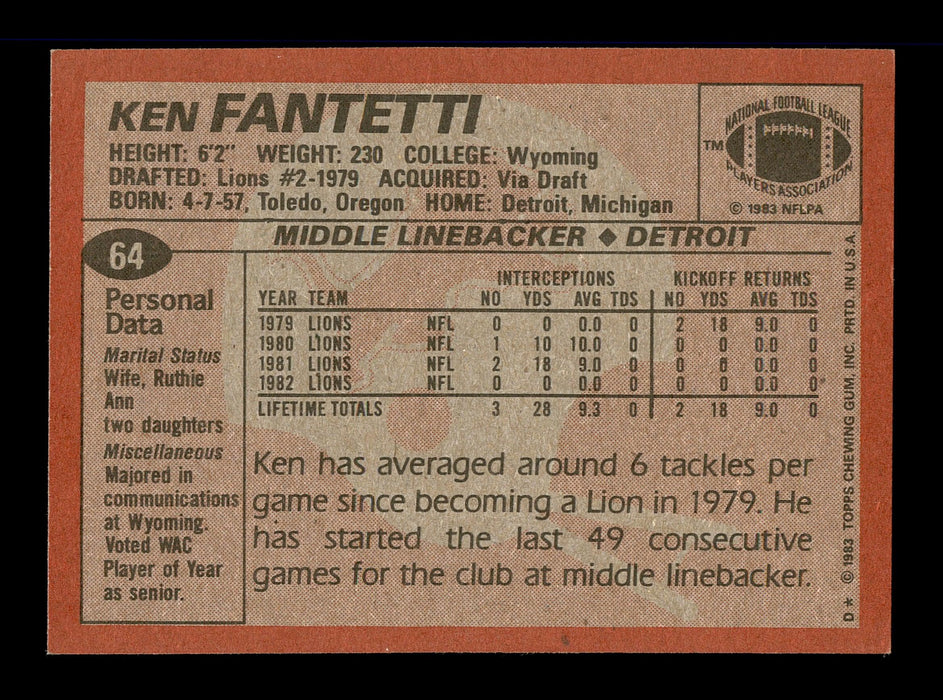 KEN FANTETTI
HEIGHT: 6'2" WEIGHT: 230 COLLEGE: Wyoming
DRAFTED: Lions #2-1979 ACQUIRED: Via Draft
BORN: 4-7-57, Toledo, Oregon HOME: Detroit, Michigan
NATIONAL FOOTBALL LEAGUE
TM
PLAYERS ASSOCIATION
© 1983 NFLPA
64
MIDDLE LINEBACKER ◆ DETROIT
Personal
Data
Marital Status
Wife, Ruthie
Ann
two daughters
Miscellaneous
Majored in
communications
at Wyoming.
Voted WAC
Player of Year
as senior.
INTERCEPTIONS KICKOFF RETURNS
YEAR TEAM NO YDS AVG TDS NO YDS AVG TDS
1979 LIONS NFL 0 0 0.0 0 2 18 9.0 0
1980 LIONS NFL 1 10 10.0 0 0 0 0.0 0
1981 LIONS NFL 2 18 9.0 0 0 0 0.0 0
1982 LIONS NFL 0 0 0.0 0 0 0 0.0 0
LIFETIME TOTALS 3 28 9.3 0 2 18 9.0 0
Ken has averaged around 6 tackles per
game since becoming a Lion in 1979. He
has started the last 49 consecutive
games for the club at middle linebacker.
D* © 1983 TOPPS CHEWING GUM, INC. PRTD. IN U.S.A.